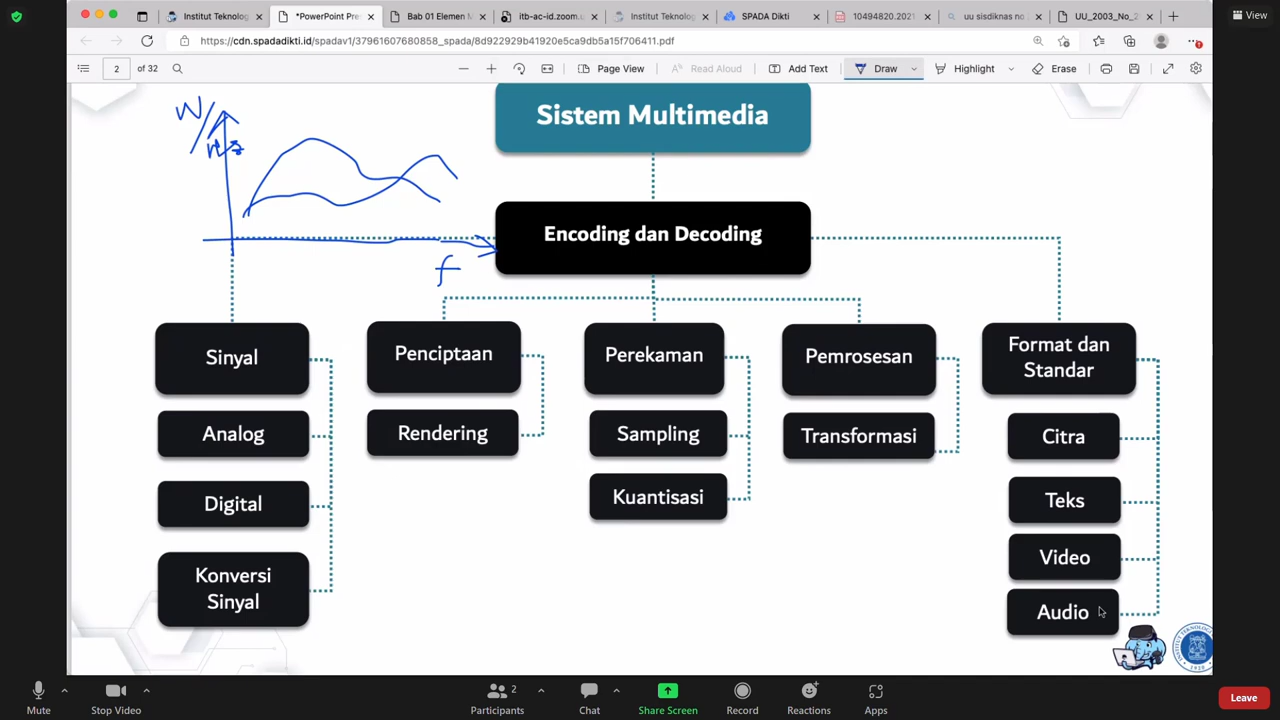 View
Institut Teknolog
*PowerPoint Pre
Bab 01 Elemen M
itb-ac-id.zoom.u
Institut Teknolog
SPADA Dikti
10494820.2021
uu sisdiknas no
UU_2003_No_2
https://cdn.spadadikti.id/spadav1/37961607680858_spada/8d922929b41920e5ca9db5a15f706411.pdf
2 of 32
Page View
Read Aloud
Add Text
Draw
Highlight
Erase
Sistem Multimedia
W/Hz
Encoding dan Decoding
f
Sinyal
Penciptaan
Perekaman
Pemrosesan
Format dan
Standar
Analog
Rendering
Sampling
Transformasi
Citra
Digital
Kuantisasi
Teks
Konversi
Sinyal
Video
Audio
Mute
Stop Video
Participants
2
Chat
Share Screen
Record
Reactions
Apps
Leave